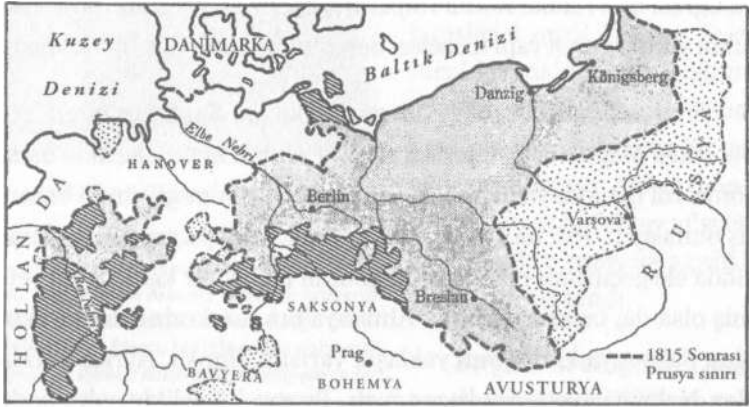 Kuzey
Denizi
DANİMARKA
Baltık Denizi
Königsberg
Danzig
Elbe Nehri
HANOVER
Berlin
Varşova
RUSYA
HOLLANDA
Breslau
SAKSONYA
Prag
BAVYERA
BOHEMYA
AVUSTURYA
1815 Sonrası
Prusya sınırı